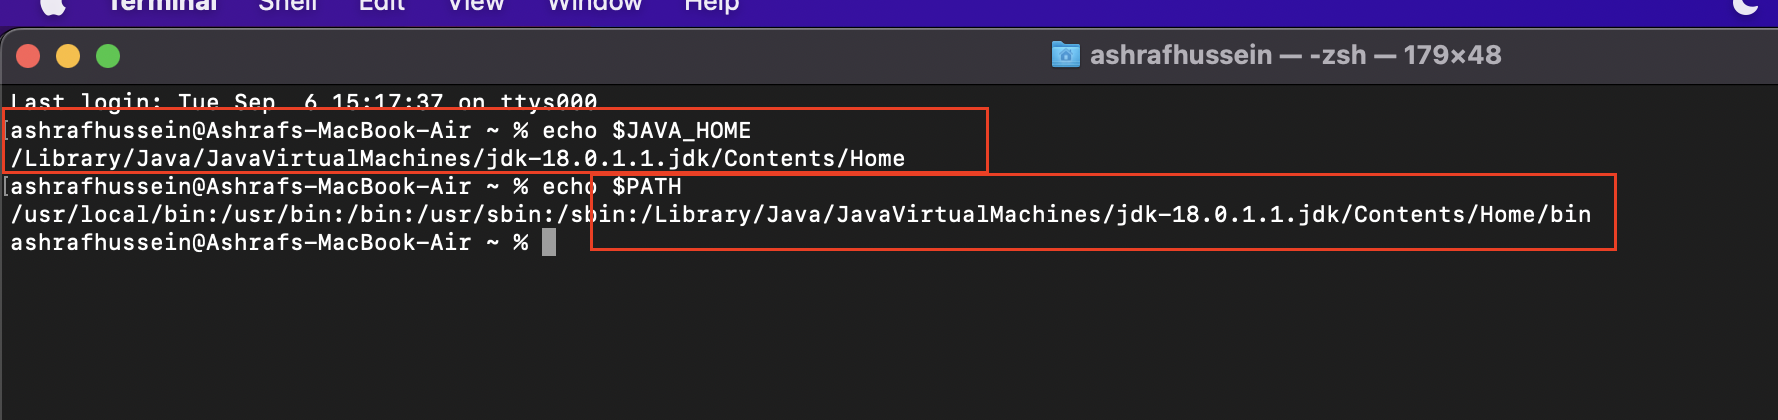 Terminal Shell Edit View Window Help
ashrafhussein — -zsh — 179×48
Last login: Tue Sep  6 15:17:37 on ttys000
[ashrafhussein@Ashrafs-MacBook-Air ~ % echo $JAVA_HOME
/Library/Java/JavaVirtualMachines/jdk-18.0.1.1.jdk/Contents/Home
[ashrafhussein@Ashrafs-MacBook-Air ~ % echo $PATH
/usr/local/bin:/usr/bin:/bin:/usr/sbin:/sbin:/Library/Java/JavaVirtualMachines/jdk-18.0.1.1.jdk/Contents/Home/bin
ashrafhussein@Ashrafs-MacBook-Air ~ %